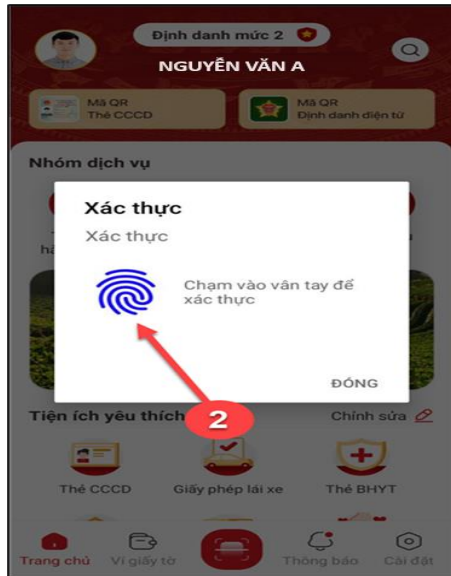 Định danh mức 2
NGUYỄN VĂN A
Mã QR
Thẻ CCCD
Mã QR
Định danh điện tử
Nhóm dịch vụ
Xác thực
Xác thực
Chạm vào vân tay để
xác thực
ĐÓNG
2
Tiện ích yêu thích
Chỉnh sửa
Thẻ CCCD
Giấy phép lái xe
Thẻ BHYT
Trang chủ
Ví giấy tờ
Thông báo
Cài đặt